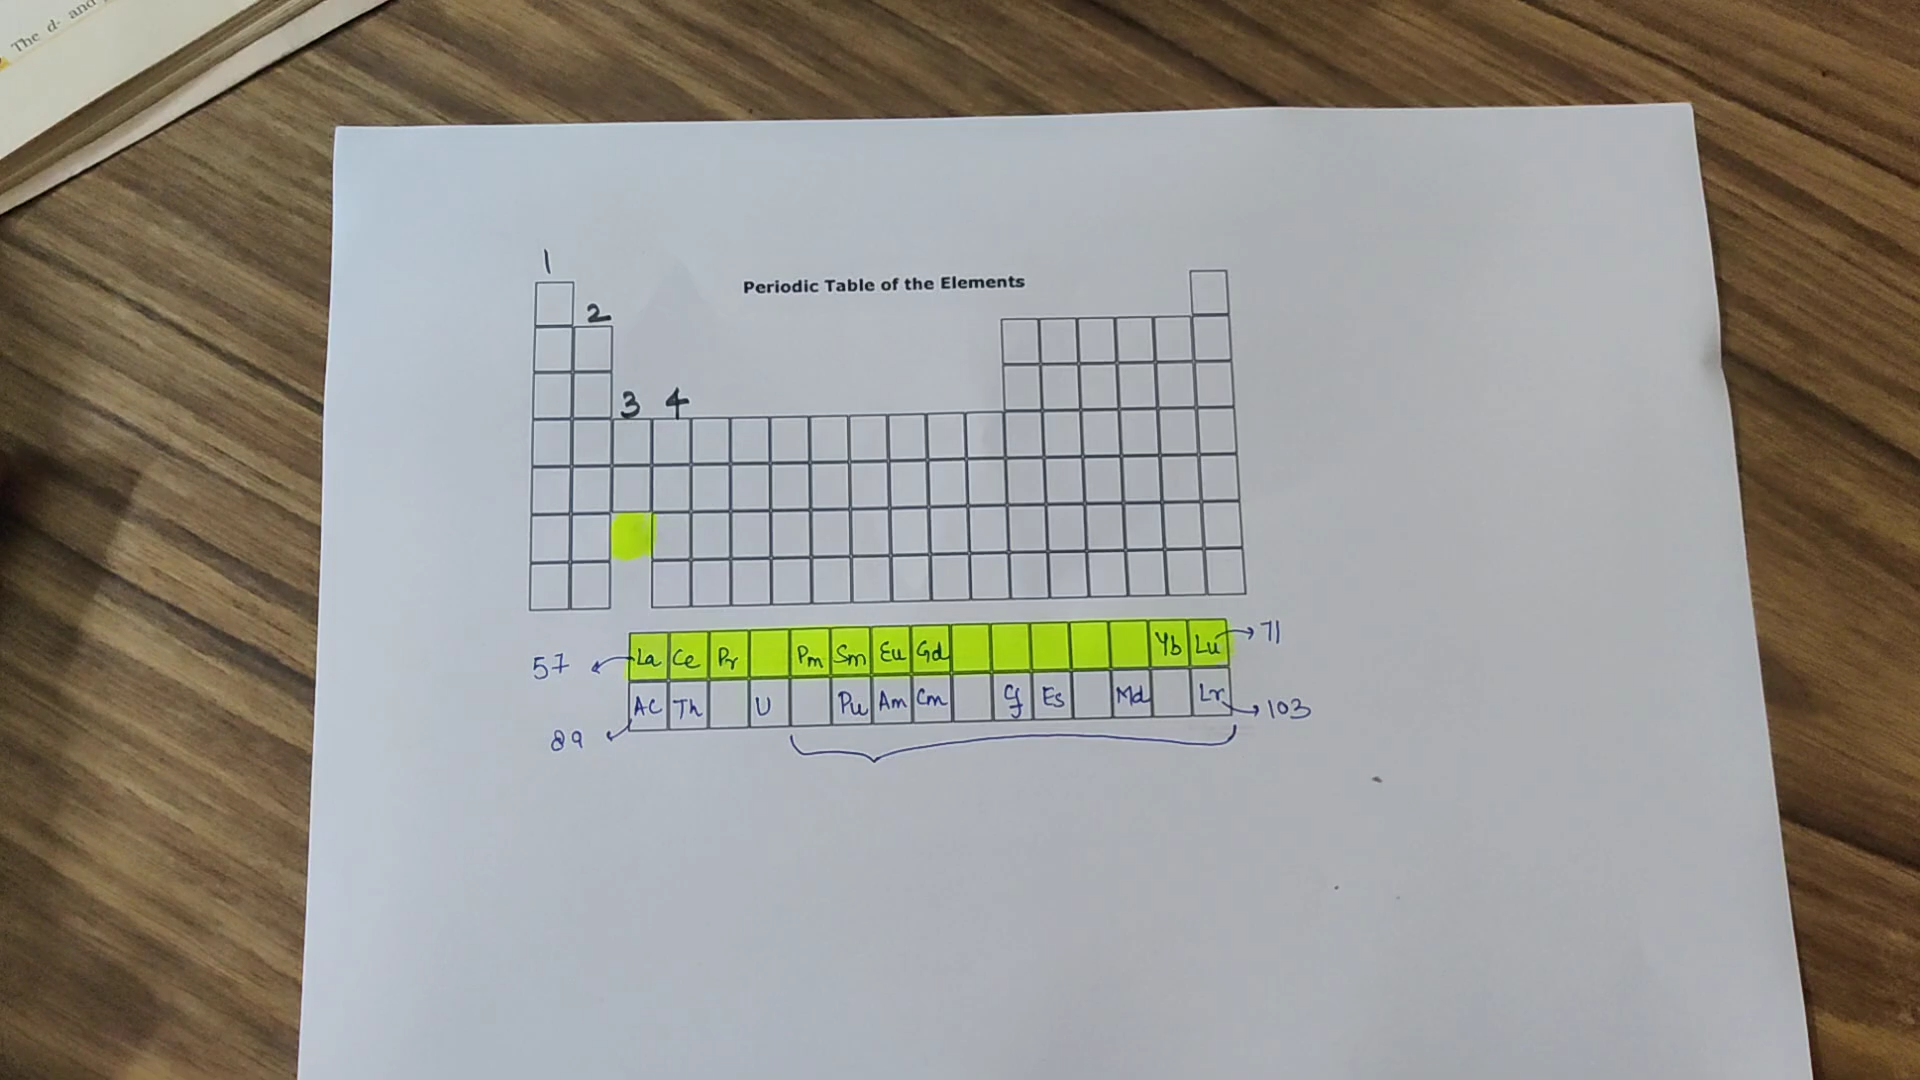 The d- and
1
Periodic Table of the Elements
2
3 4
57 La Ce Pr Pm Sm Eu Gd Yb Lu 71
AC Th U Pu Am Cm Cf Es Md Lr 103
89